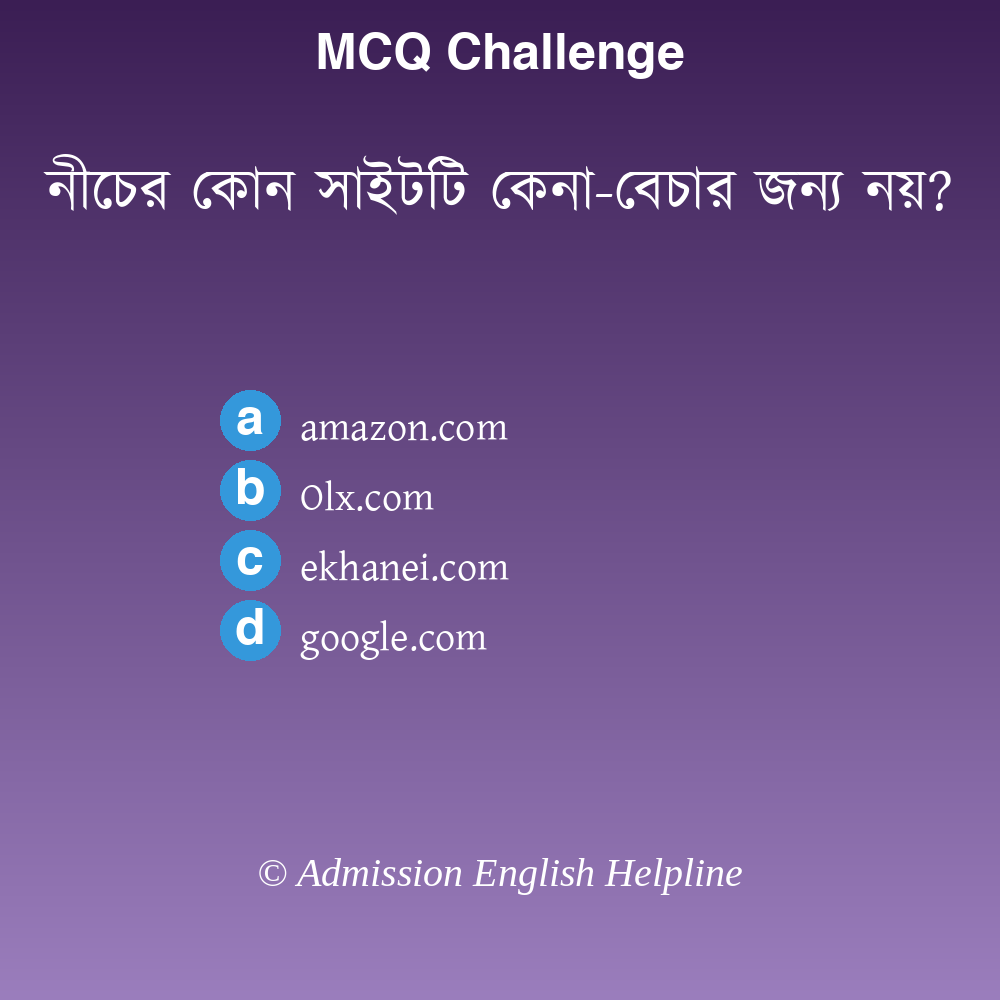 MCQ Challenge
নীচের কোন সাইটটি কেনা-বেচার জন্য নয়?
a amazon.com
b Olx.com
c ekhanei.com
d google.com
© Admission English Helpline